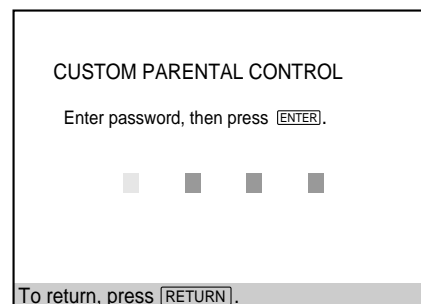 CUSTOM PARENTAL CONTROL
Enter password, then press ENTER.
To return, press RETURN.